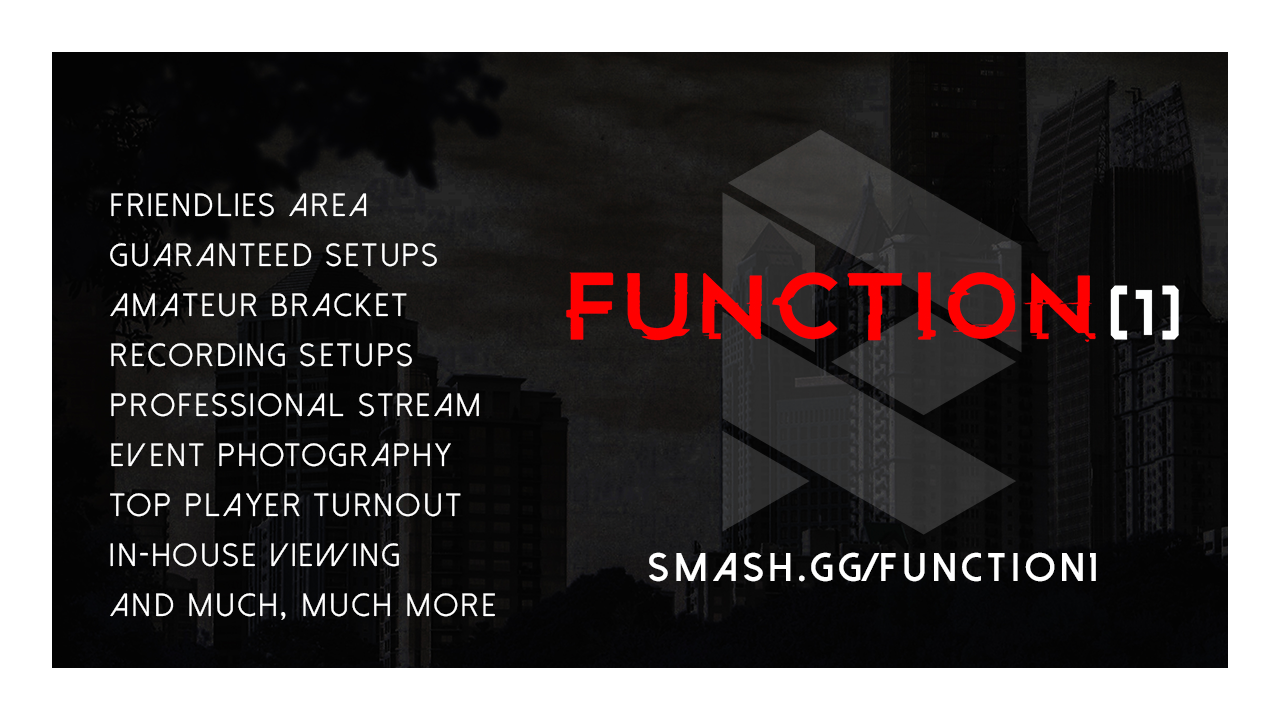 FRIENDLIES AREA
GUARANTEED SETUPS
AMATEUR BRACKET
RECORDING SETUPS
PROFESSIONAL STREAM
EVENT PHOTOGRAPHY
TOP PLAYER TURNOUT
IN-HOUSE VIEWING
AND MUCH, MUCH MORE
FUNCTION[1]
SMASH.GG/FUNCTION1